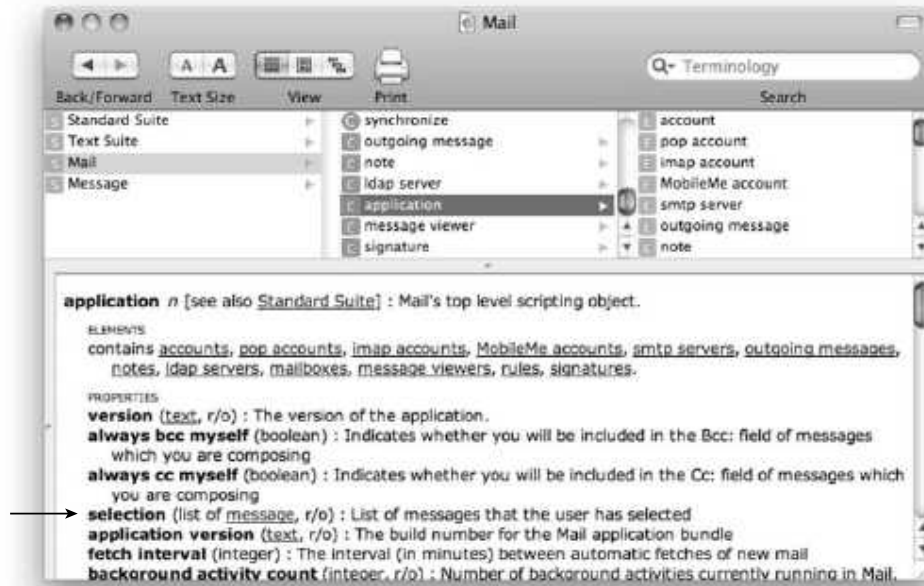 Mail
A A
Back/Forward Text Size View Print Search
Terminology
Standard Suite
Text Suite
Mail
Message
synchronize
outgoing message
note
ldap server
application
message viewer
signature
account
pop account
imap account
MobileMe account
smtp server
outgoing message
note
application n [see also Standard Suite] : Mail's top level scripting object.
ELEMENTS
contains accounts, pop accounts, imap accounts, MobileMe accounts, smtp servers, outgoing messages,
notes, ldap servers, mailboxes, message viewers, rules, signatures.
PROPERTIES
version (text, r/o) : The version of the application.
always bcc myself (boolean) : Indicates whether you will be included in the Bcc: field of messages
which you are composing
always cc myself (boolean) : Indicates whether you will be included in the Cc: field of messages which
you are composing
selection (list of message, r/o) : List of messages that the user has selected
application version (text, r/o) : The build number for the Mail application bundle
fetch interval (integer) : The interval (in minutes) between automatic fetches of new mail
background activity count (integer, r/o) : Number of background activities currently running in Mail.